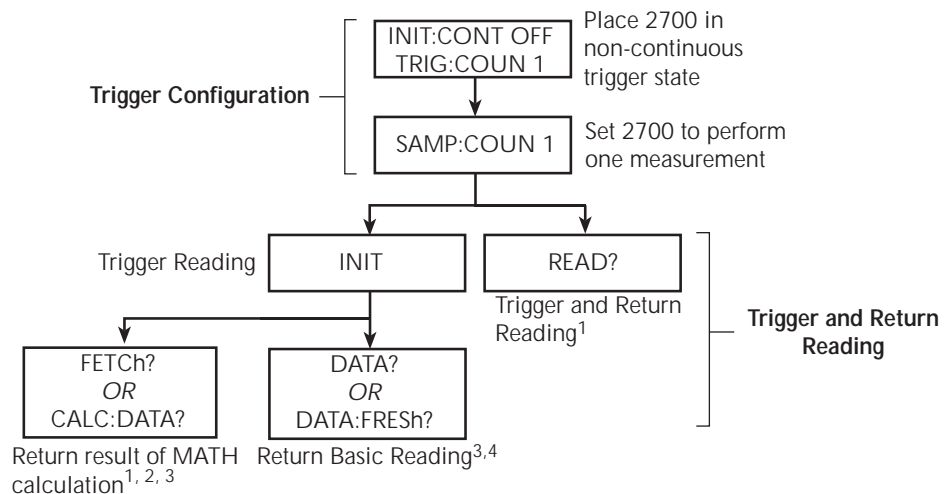 INIT:CONT OFF
TRIG:COUN 1
Place 2700 in
non-continuous
trigger state
Trigger Configuration
SAMP:COUN 1
Set 2700 to perform
one measurement
Trigger Reading
INIT
READ?
Trigger and Return
Reading1
Trigger and Return
Reading
FETCh?
OR
CALC:DATA?
DATA?
OR
DATA:FRESh?
Return result of MATH
calculation1, 2, 3
Return Basic Reading3,4